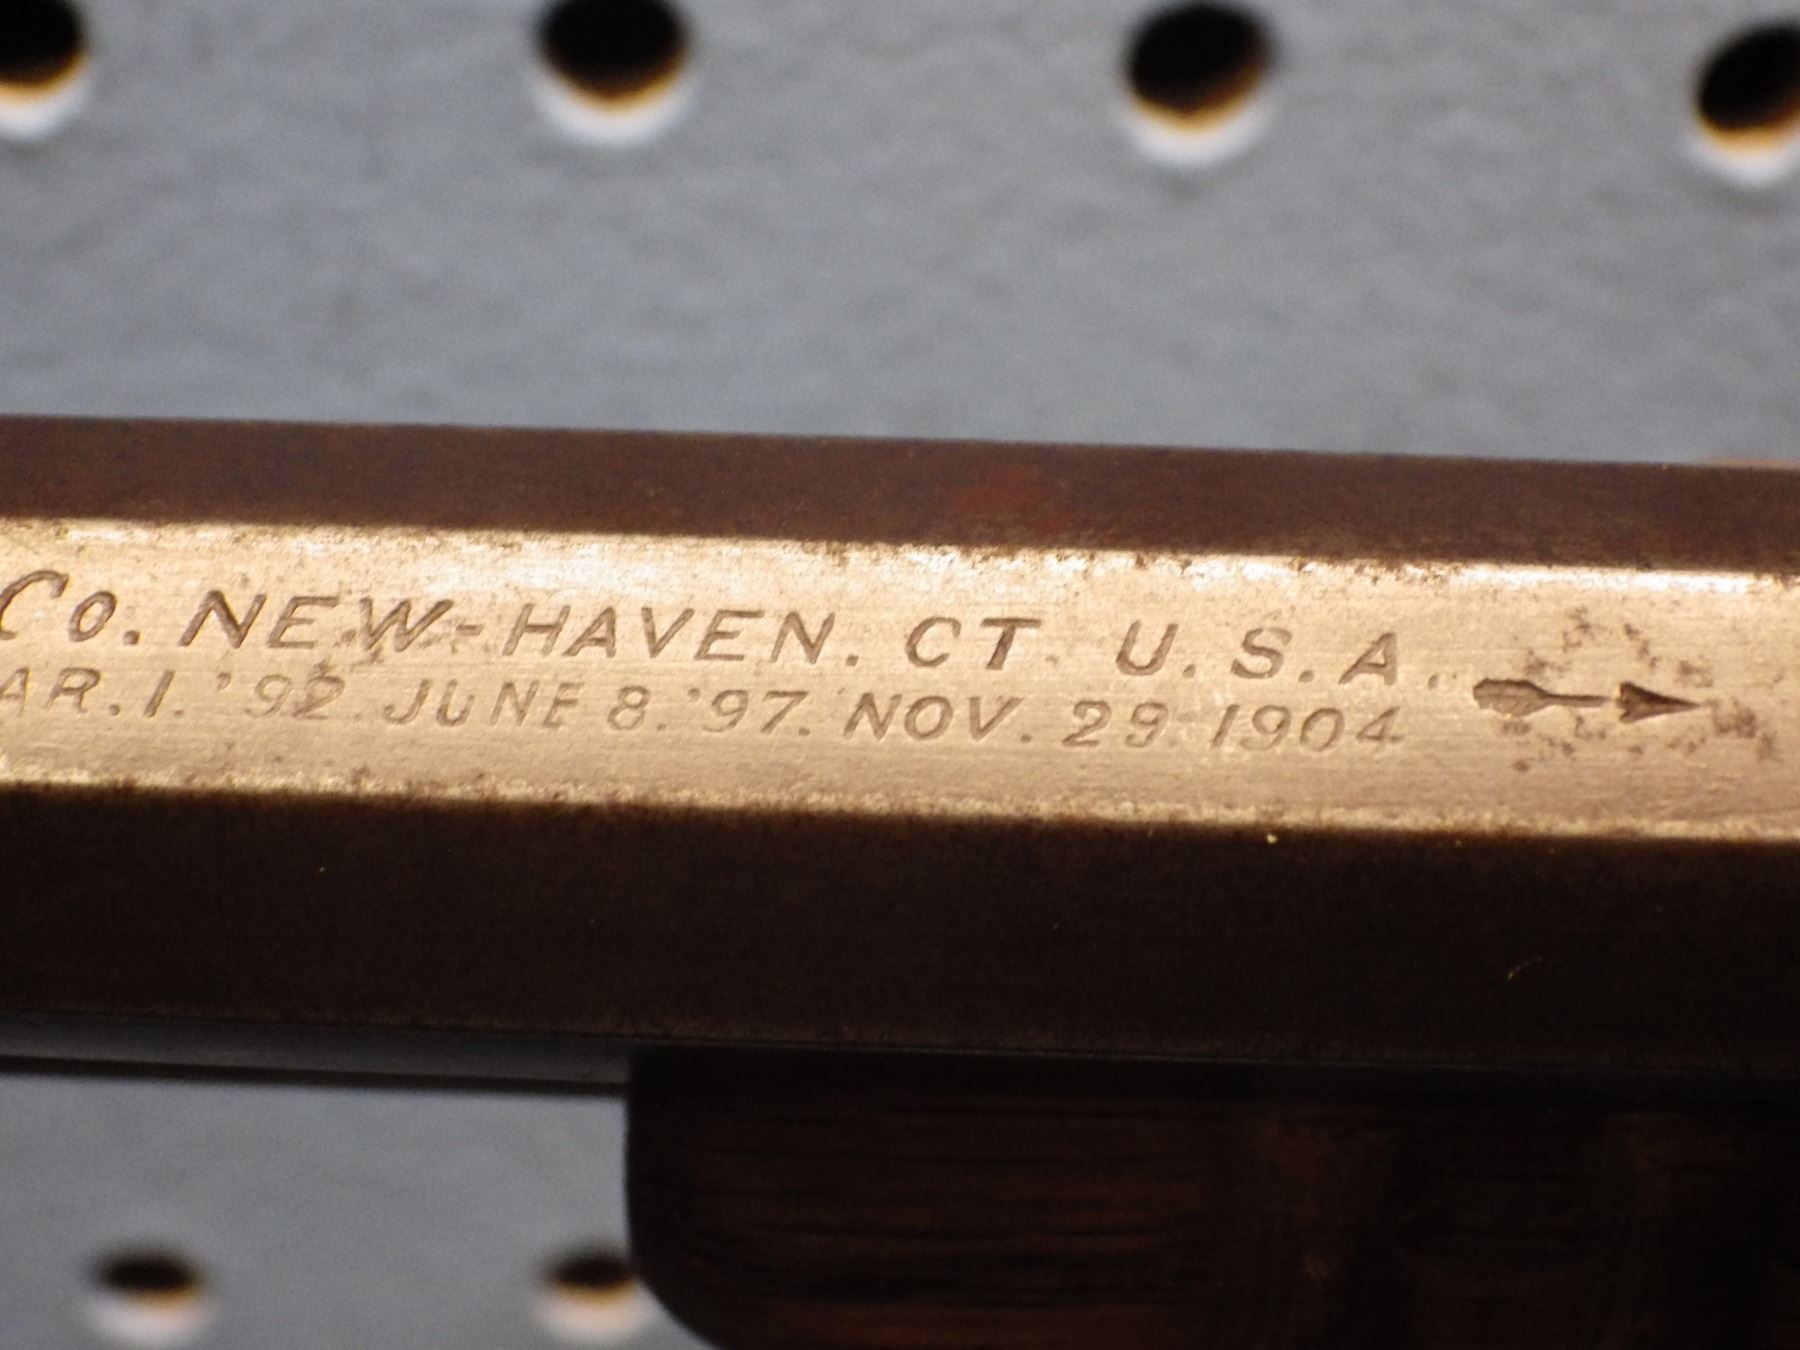 Co. NEW-HAVEN. CT. U.S.A.
AR. 1. '92. JUNE 8. '97. NOV. 29. 1904